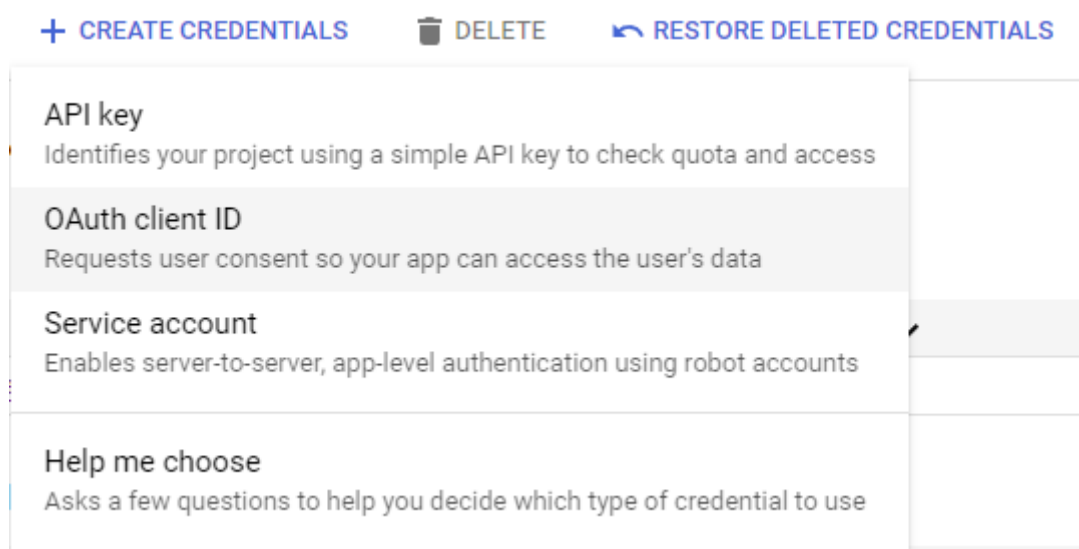 + CREATE CREDENTIALS DELETE RESTORE DELETED CREDENTIALS
API key
Identifies your project using a simple API key to check quota and access
OAuth client ID
Requests user consent so your app can access the user's data
Service account
Enables server-to-server, app-level authentication using robot accounts
Help me choose
Asks a few questions to help you decide which type of credential to use